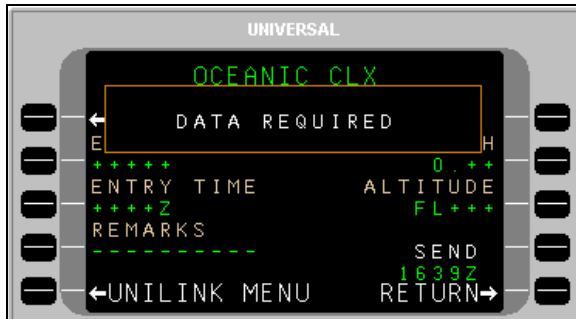 UNIVERSAL
OCEANIC CLX
←
DATA REQUIRED
E H
+++++ 0.++
ENTRY TIME ALTITUDE
++++Z FL+++
REMARKS
---------- SEND
1639Z
←UNILINK MENU RETURN→